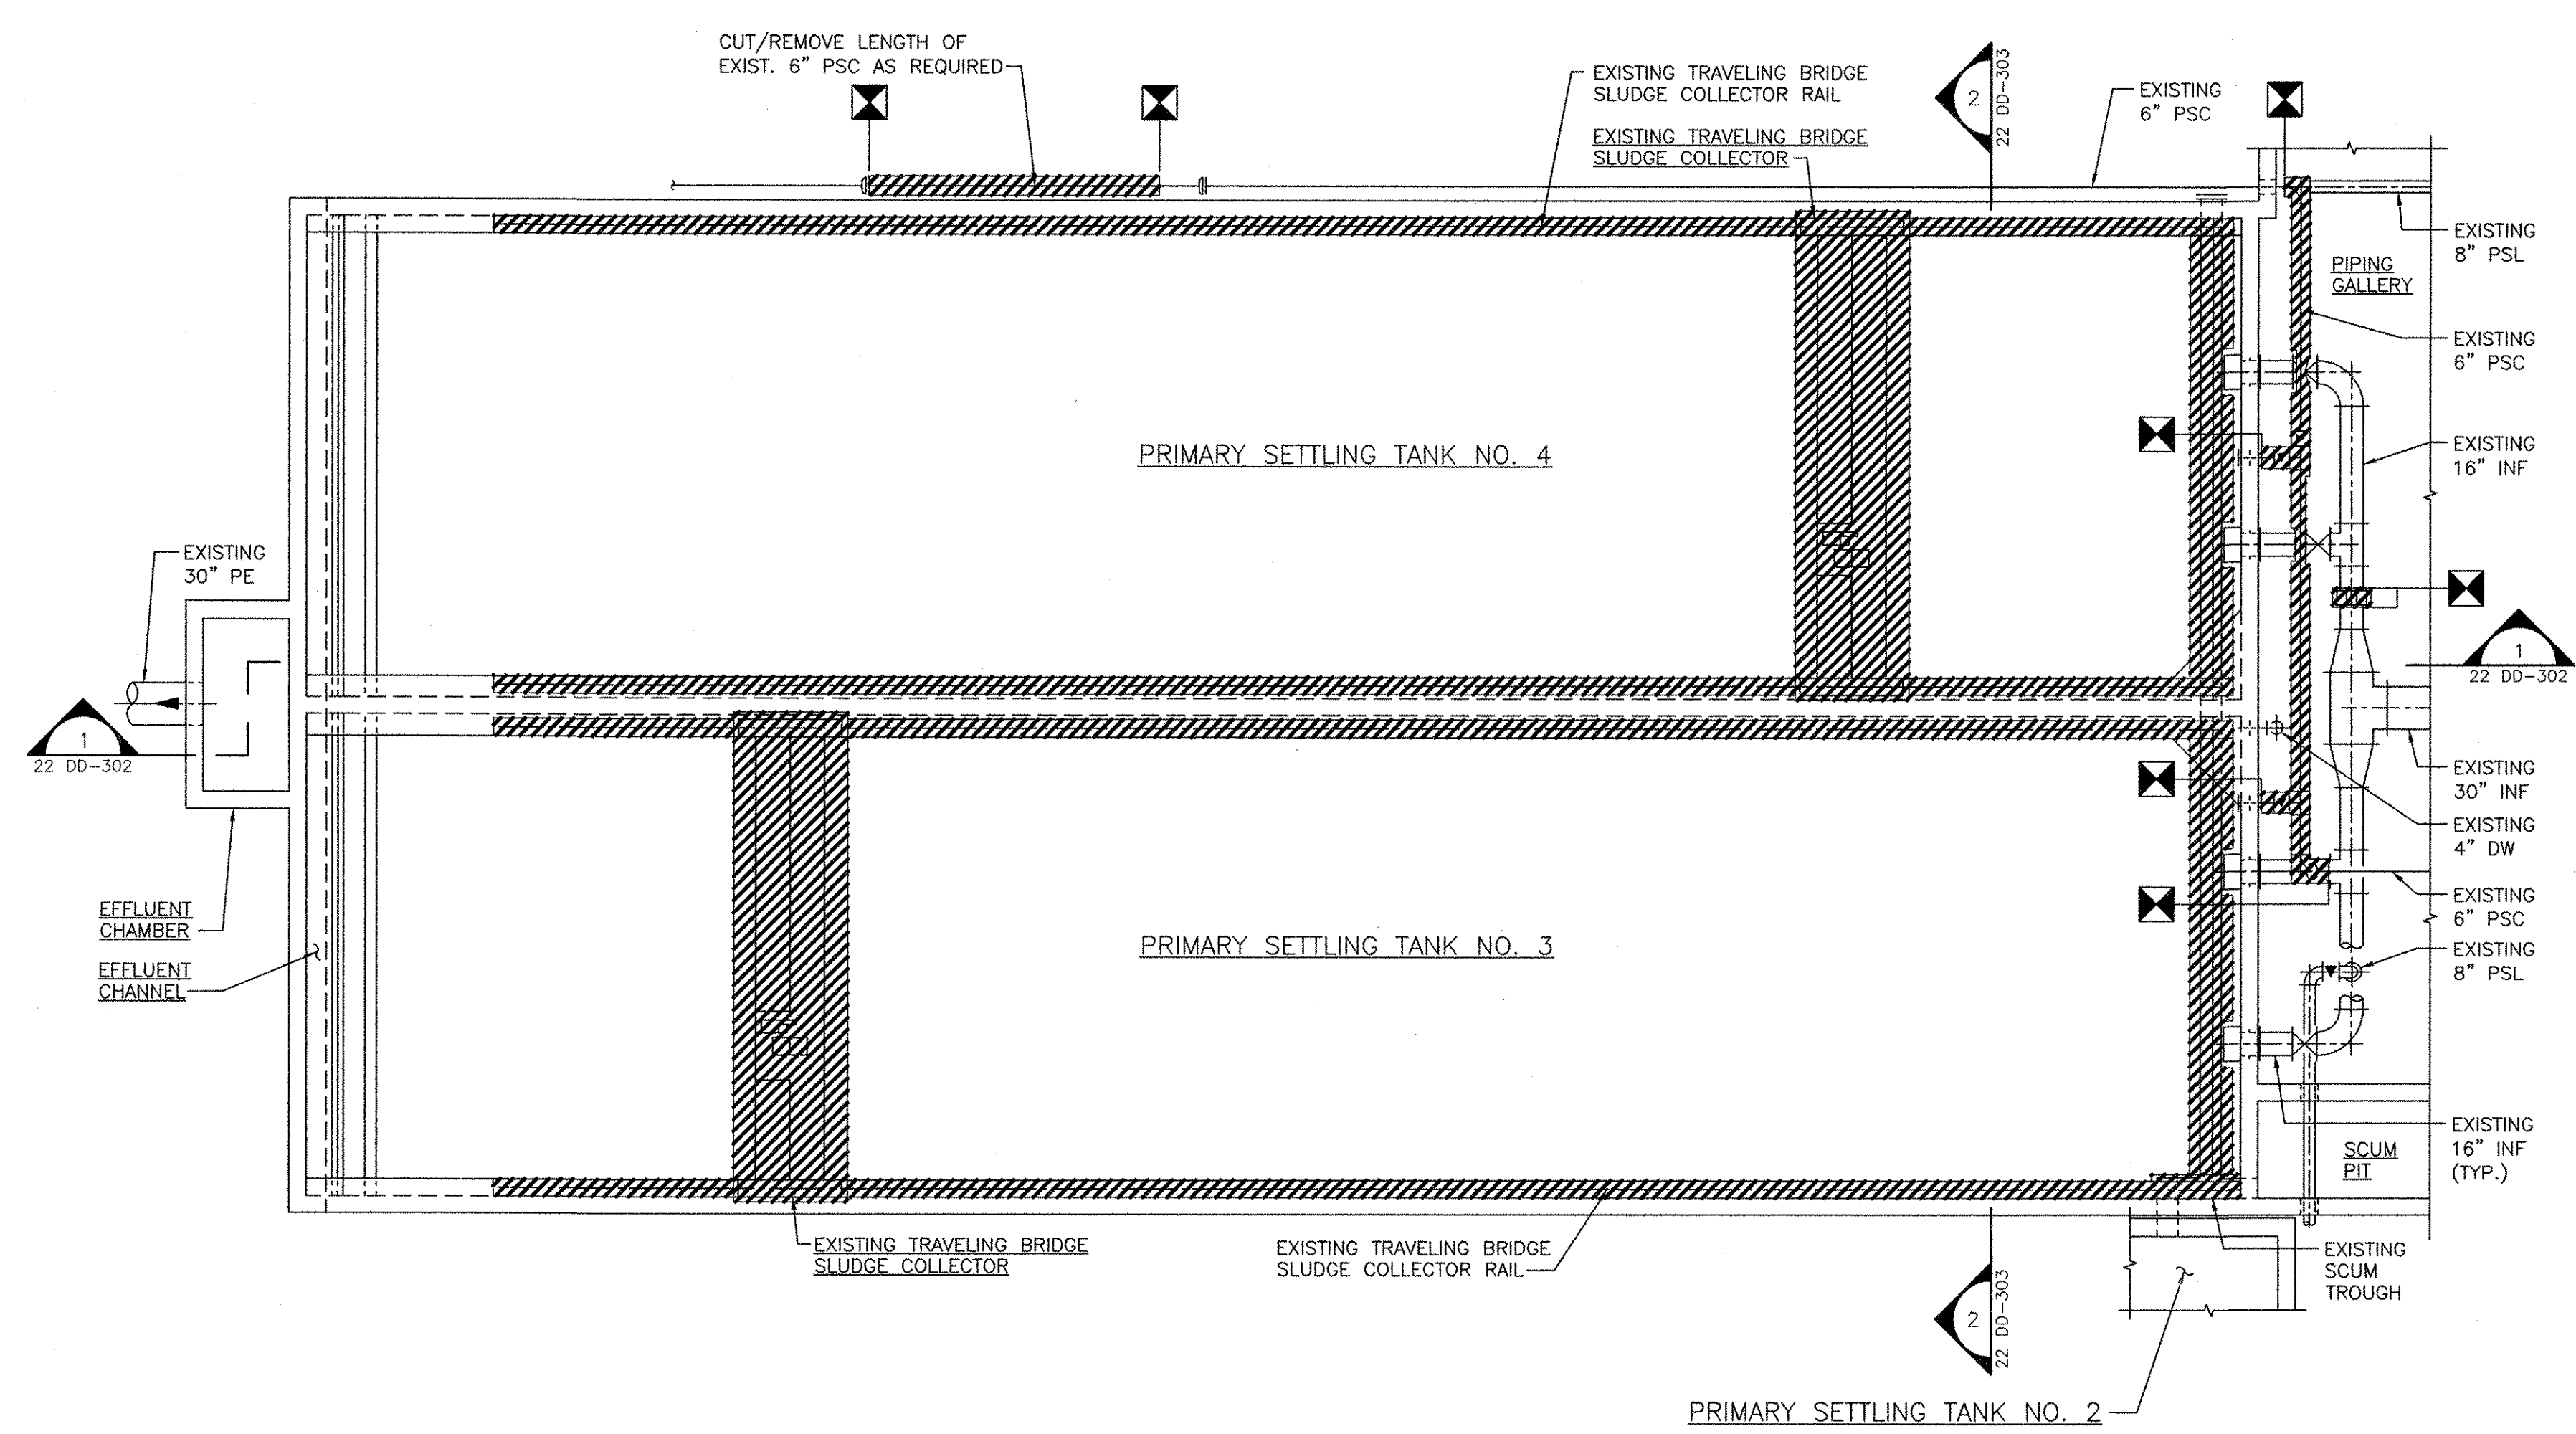 CUT/REMOVE LENGTH OF
EXIST. 6" PSC AS REQUIRED
EXISTING TRAVELING BRIDGE
SLUDGE COLLECTOR RAIL
EXISTING TRAVELING BRIDGE
SLUDGE COLLECTOR
2
22 DD-303
EXISTING
6" PSC
EXISTING
8" PSL
PIPING
GALLERY
EXISTING
6" PSC
EXISTING
16" INF
PRIMARY SETTLING TANK NO. 4
EXISTING
30" PE
1
22 DD-302
1
22 DD-302
EXISTING
30" INF
EXISTING
4" DW
EXISTING
6" PSC
EXISTING
8" PSL
EFFLUENT
CHAMBER
EFFLUENT
CHANNEL
PRIMARY SETTLING TANK NO. 3
EXISTING
16" INF
(TYP.)
SCUM
PIT
EXISTING TRAVELING BRIDGE
SLUDGE COLLECTOR
EXISTING TRAVELING BRIDGE
SLUDGE COLLECTOR RAIL
EXISTING
SCUM
TROUGH
2
22 DD-303
PRIMARY SETTLING TANK NO. 2